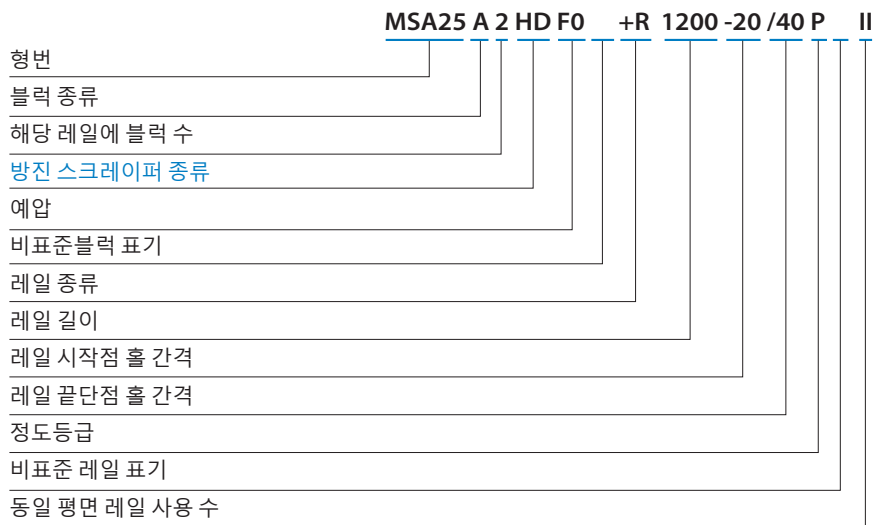 MSA25 A 2 HD F0 +R 1200 -20 /40 P II
형번
블럭 종류
해당 레일에 블럭 수
방진 스크레이퍼 종류
예압
비표준블럭 표기
레일 종류
레일 길이
레일 시작점 홀 간격
레일 끝단점 홀 간격
정도등급
비표준 레일 표기
동일 평면 레일 사용 수